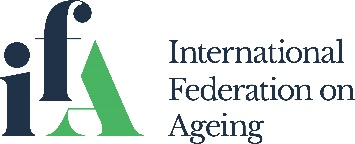 ifA
International
Federation on
Ageing